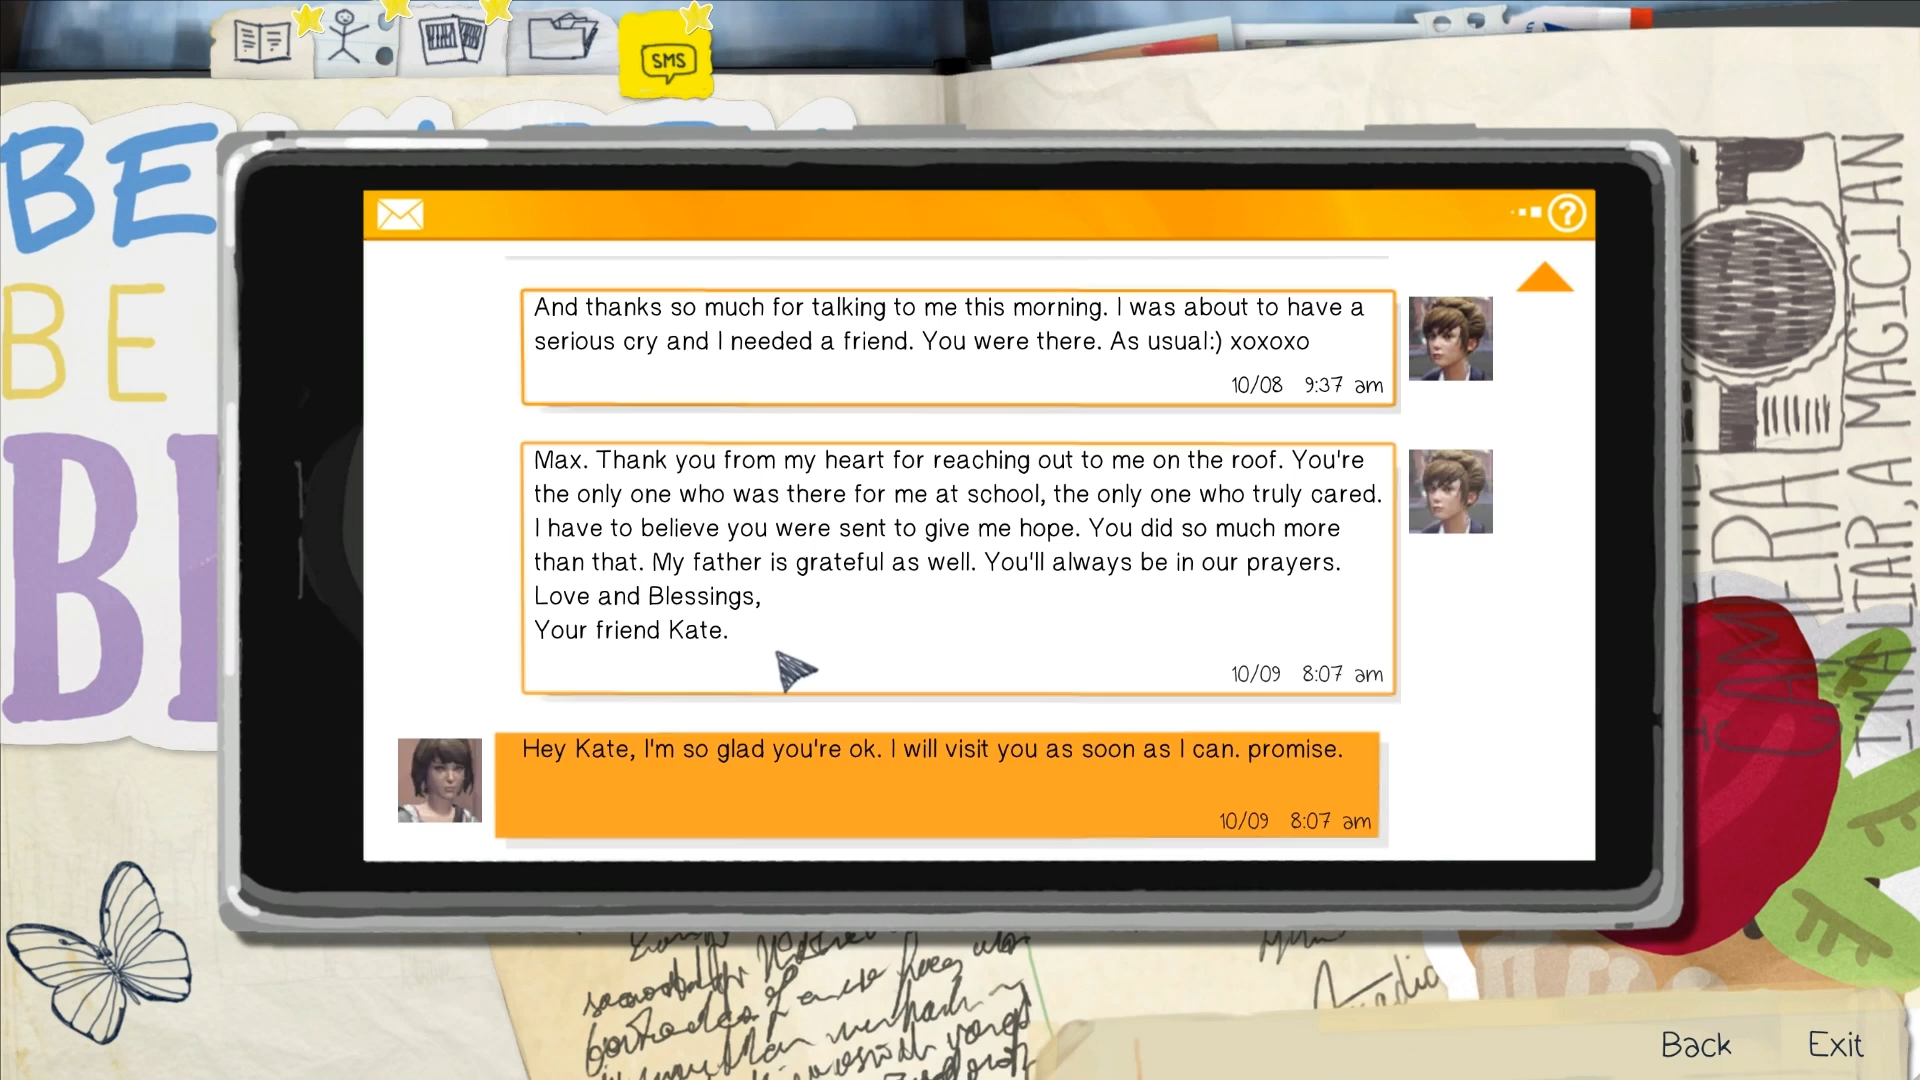 SMS
BE
BE
And thanks so much for talking to me this morning. I was about to have a
serious cry and I needed a friend. You were there. As usual:) xoxoxo
10/08 9:37 am
Max. Thank you from my heart for reaching out to me on the roof. You're
the only one who was there for me at school, the only one who truly cared.
I have to believe you were sent to give me hope. You did so much more
than that. My father is grateful as well. You'll always be in our prayers.
Love and Blessings,
Your friend Kate.
10/09 8:07 am
Hey Kate, I'm so glad you're ok. I will visit you as soon as I can. promise.
10/09 8:07 am
LIAR, A MAGICIAN
Back
Exit